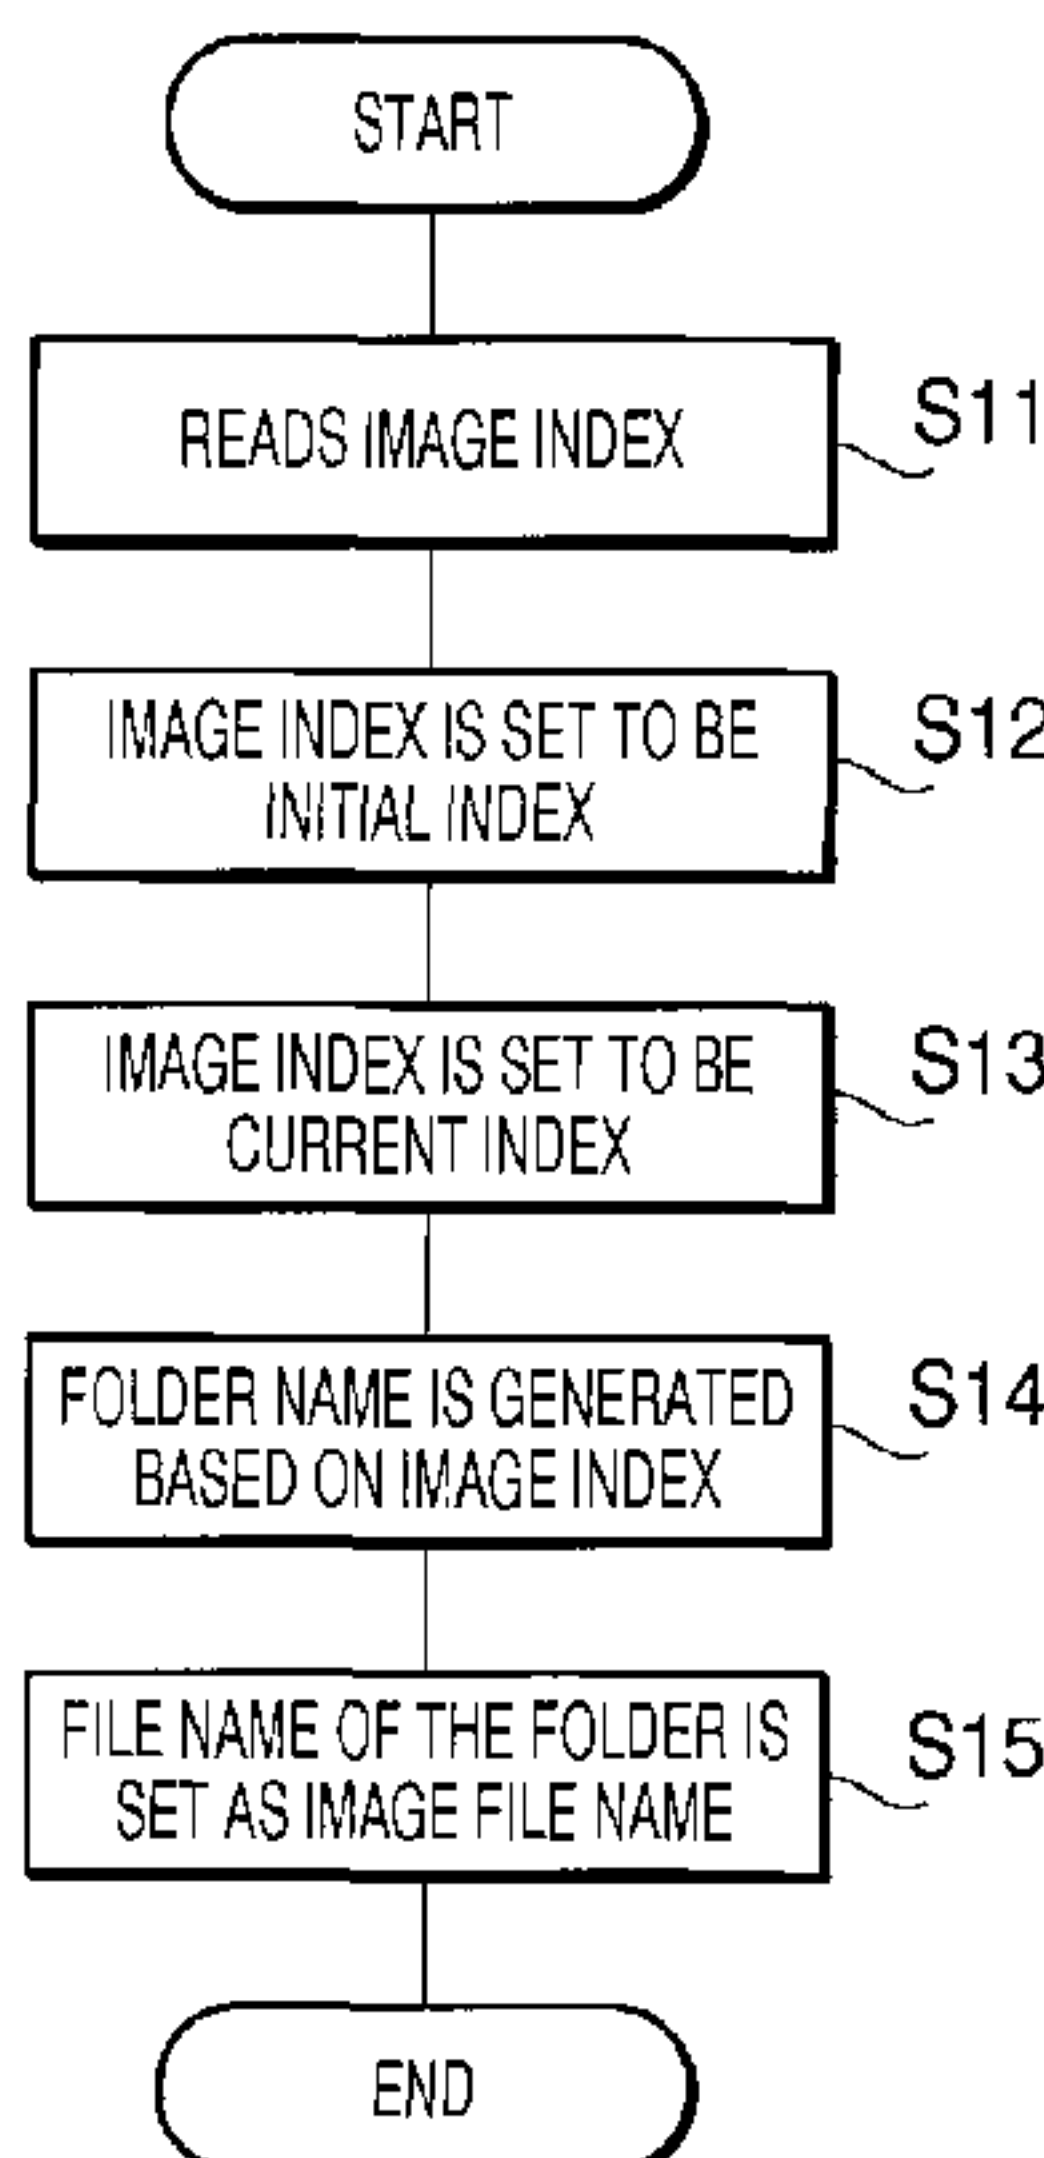 START
READS IMAGE INDEX
S11
IMAGE INDEX IS SET TO BE
INITIAL INDEX
S12
IMAGE INDEX IS SET TO BE
CURRENT INDEX
S13
FOLDER NAME IS GENERATED
BASED ON IMAGE INDEX
S14
FILE NAME OF THE FOLDER IS
SET AS IMAGE FILE NAME
S15
END